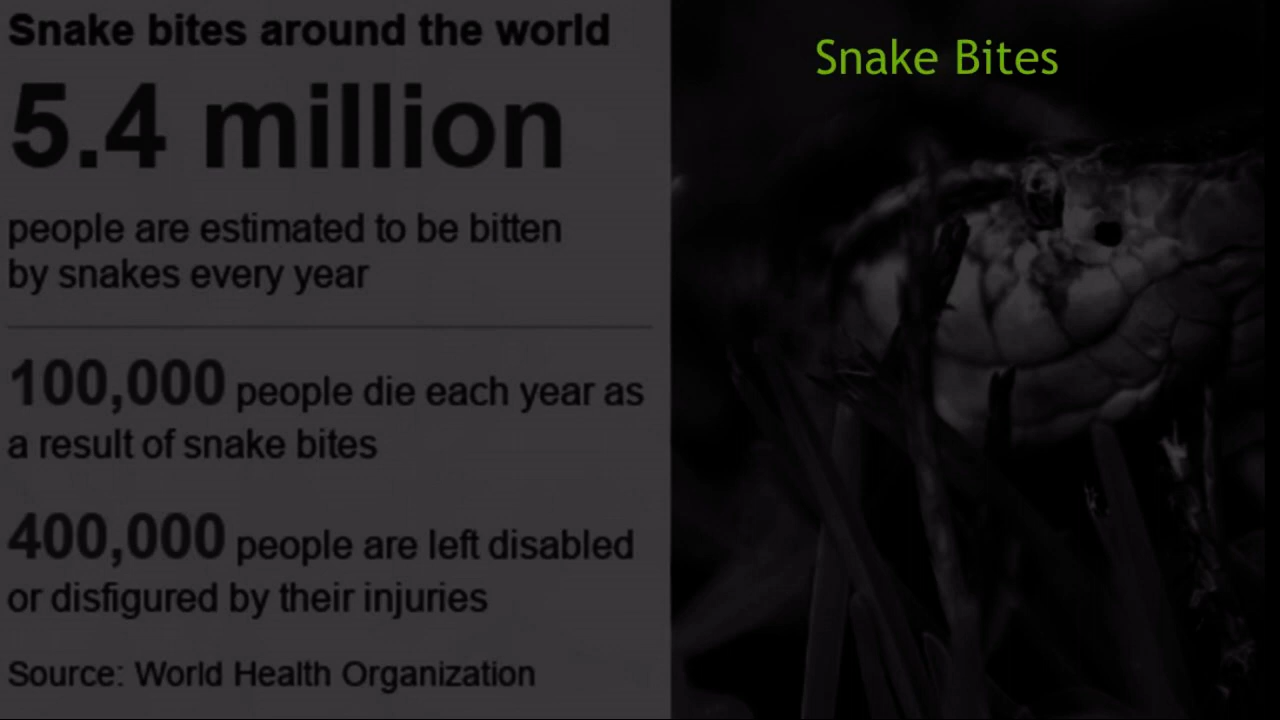 Snake bites around the world
5.4 million
people are estimated to be bitten
by snakes every year
100,000 people die each year as
a result of snake bites
400,000 people are left disabled
or disfigured by their injuries
Source: World Health Organization
Snake Bites